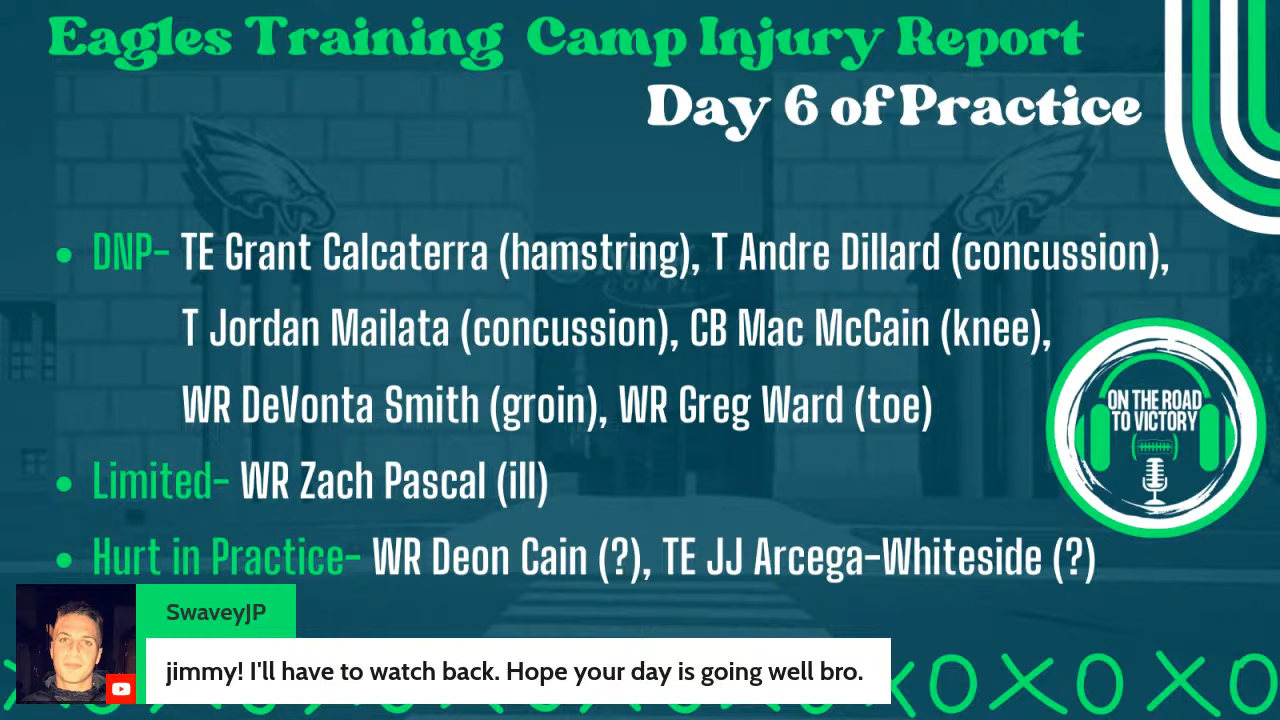 Eagles Training Camp Injury Report
Day 6 of Practice
• DNP- TE Grant Calcaterra (hamstring), T Andre Dillard (concussion),
T Jordan Mailata (concussion), CB Mac McCain (knee),
WR DeVonta Smith (groin), WR Greg Ward (toe)
• Limited- WR Zach Pascal (ill)
• Hurt in Practice- WR Deon Cain (?), TE JJ Arcega-Whiteside (?)
ON THE ROAD
TO VICTORY
SwaveyJP
jimmy! I'll have to watch back. Hope your day is going well bro.